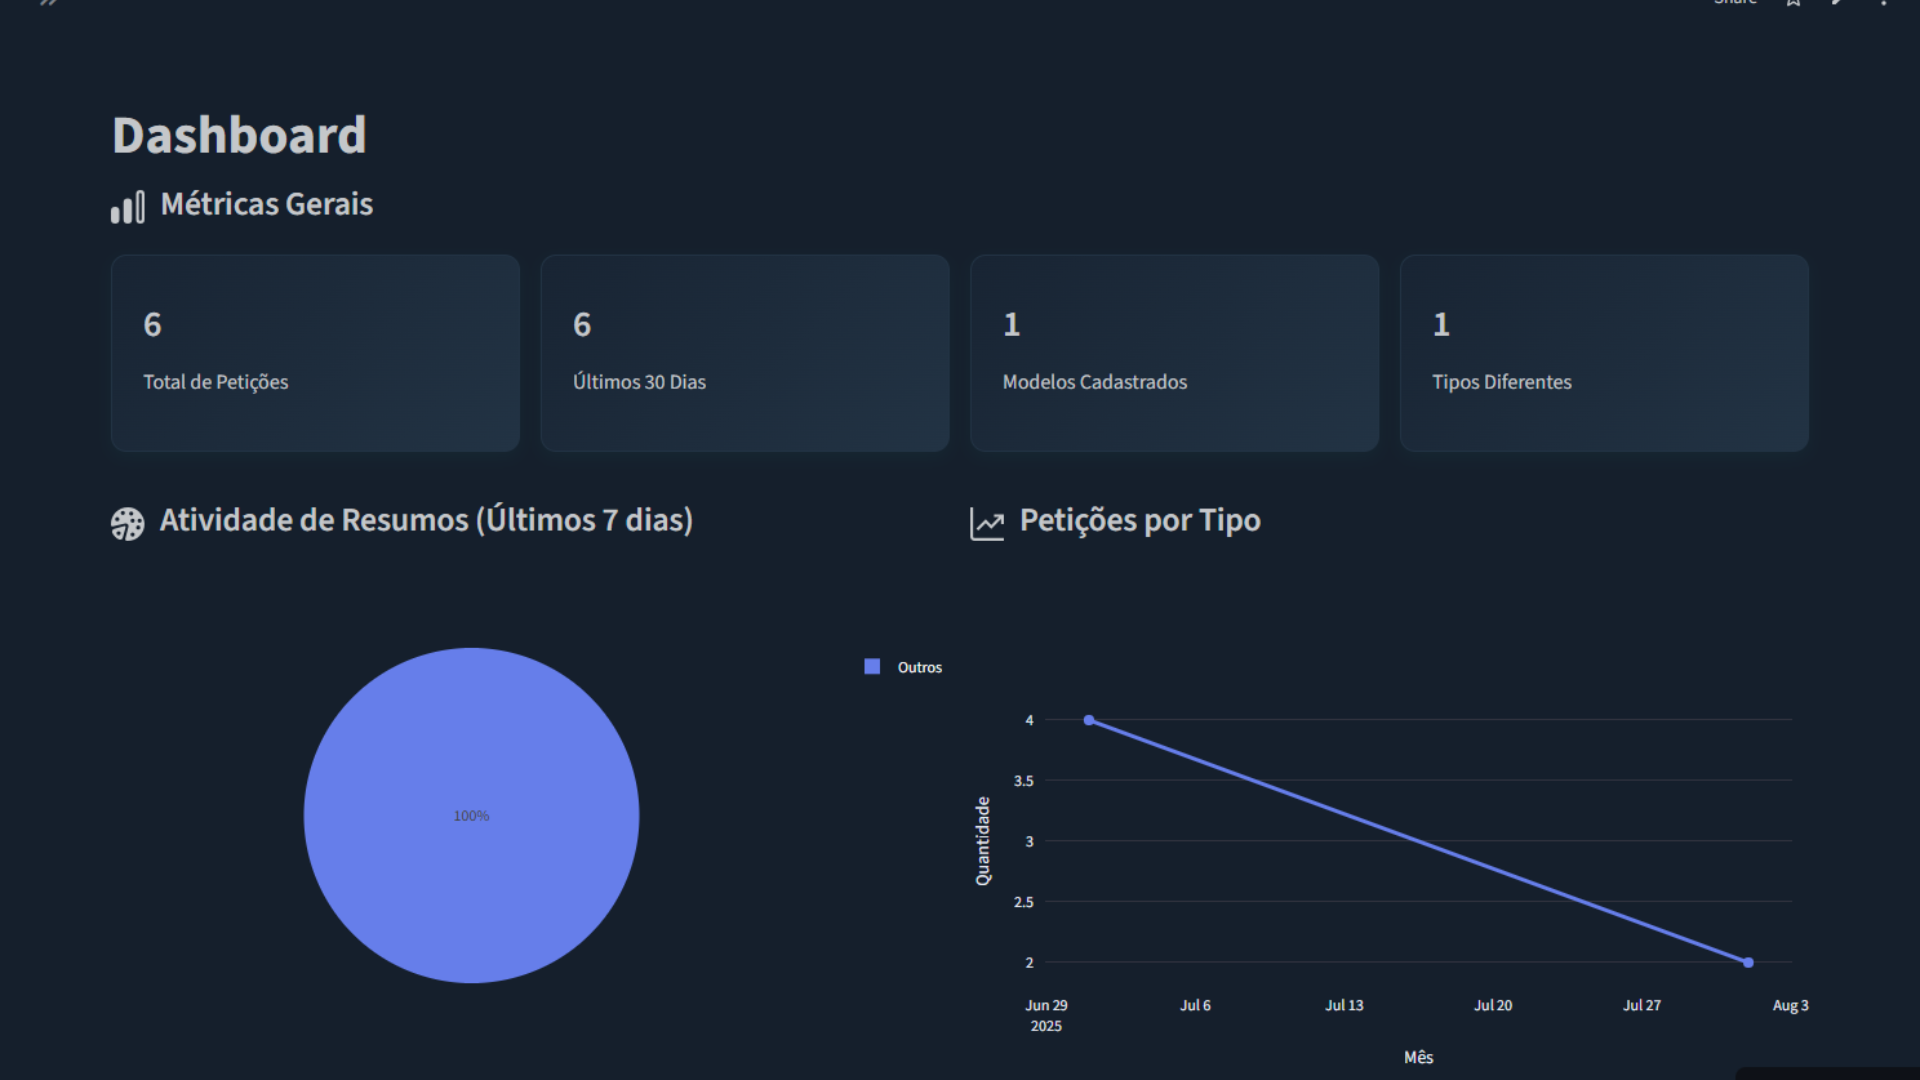 Share
Dashboard
Métricas Gerais
6
Total de Petições
6
Últimos 30 Dias
1
Modelos Cadastrados
1
Tipos Diferentes
Atividade de Resumos (Últimos 7 dias)
100%
Outros
Petições por Tipo
Quantidade
4
3.5
3
2.5
2
Jun 29
2025
Jul 6
Jul 13
Jul 20
Jul 27
Aug 3
Mês